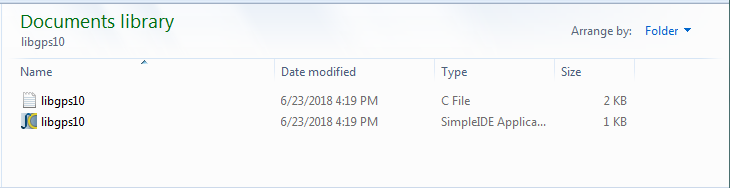 Documents library
libgps10
Arrange by: Folder
Name Date modified Type Size
libgps10 6/23/2018 4:19 PM C File 2 KB
libgps10 6/23/2018 4:19 PM SimpleIDE Applica... 1 KB